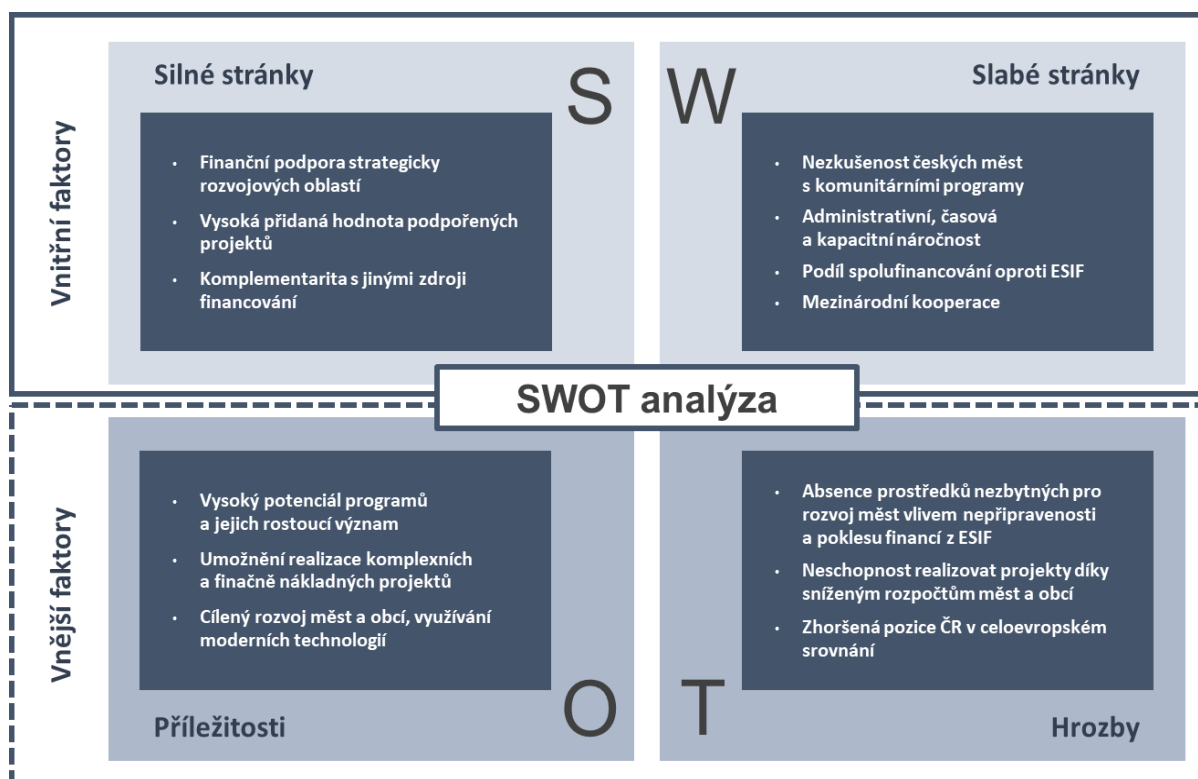 Vnitřní faktory
Silné stránky
S
• Finanční podpora strategicky
rozvojových oblastí
• Vysoká přidaná hodnota podpořených
projektů
• Komplementarita s jinými zdroji
financování
W
Slabé stránky
• Nezkušenost českých měst
s komunitárními programy
• Administrativní, časová
a kapacitní náročnost
• Podíl spolufinancování oproti ESIF
• Mezinárodní kooperace
SWOT analýza
Vnější faktory
• Vysoký potenciál programů
a jejich rostoucí význam
• Umožnění realizace komplexních
a finačně nákladných projektů
• Cílený rozvoj měst a obcí, využívání
moderních technologií
Příležitosti
O
• Absence prostředků nezbytných pro
rozvoj měst vlivem nepřipravenosti
a poklesu financí z ESIF
• Neschopnost realizovat projekty díky
sníženým rozpočtům měst a obcí
• Zhoršená pozice ČR v celoevropském
srovnání
T
Hrozby